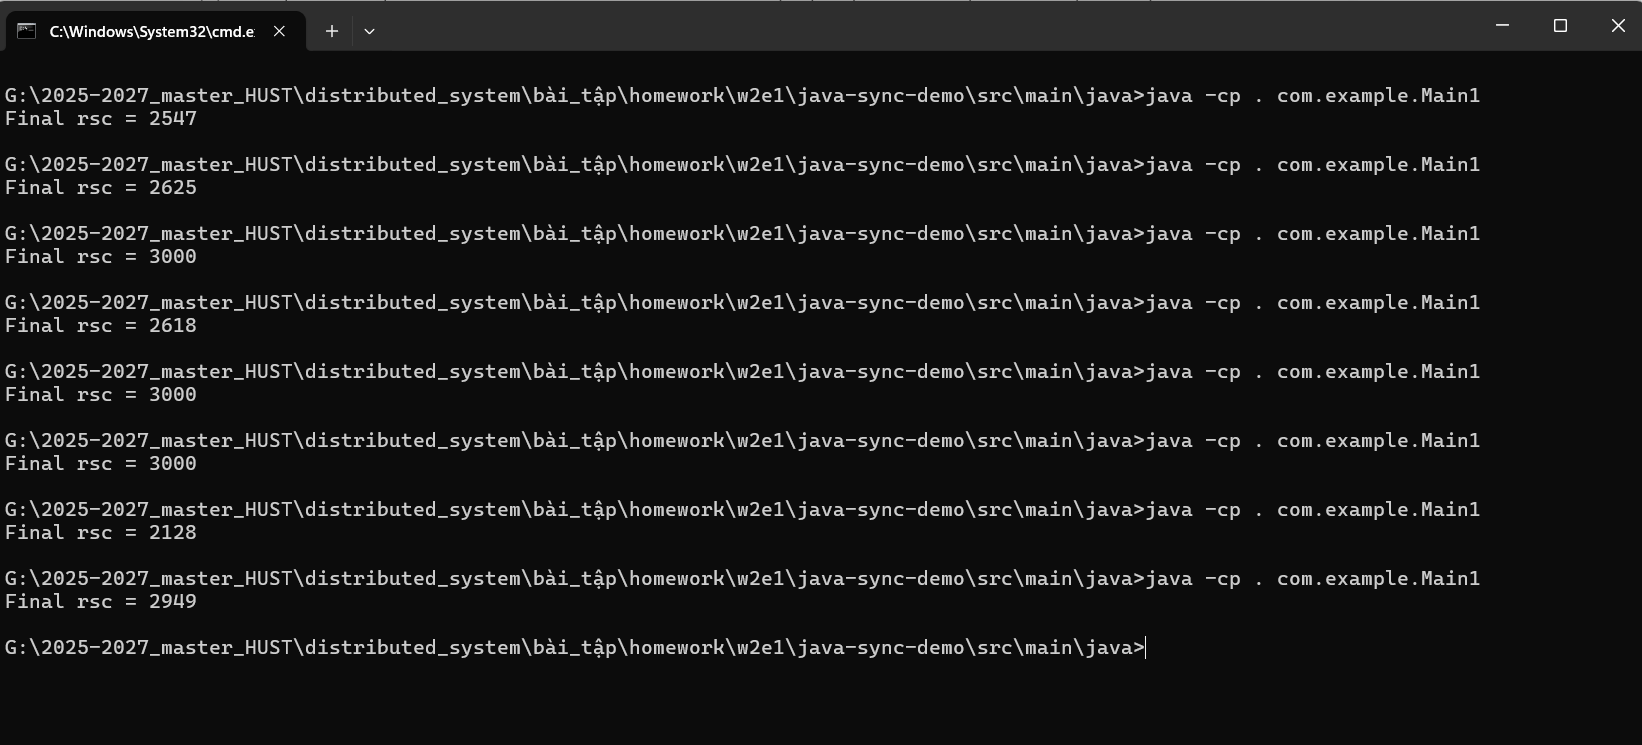 C:\Windows\System32\cmd.e
G:\2025-2027_master_HUST\distributed_system\bài_tập\homework\w2e1\java-sync-demo\src\main\java>java -cp . com.example.Main1
Final rsc = 2547
G:\2025-2027_master_HUST\distributed_system\bài_tập\homework\w2e1\java-sync-demo\src\main\java>java -cp . com.example.Main1
Final rsc = 2625
G:\2025-2027_master_HUST\distributed_system\bài_tập\homework\w2e1\java-sync-demo\src\main\java>java -cp . com.example.Main1
Final rsc = 3000
G:\2025-2027_master_HUST\distributed_system\bài_tập\homework\w2e1\java-sync-demo\src\main\java>java -cp . com.example.Main1
Final rsc = 2618
G:\2025-2027_master_HUST\distributed_system\bài_tập\homework\w2e1\java-sync-demo\src\main\java>java -cp . com.example.Main1
Final rsc = 3000
G:\2025-2027_master_HUST\distributed_system\bài_tập\homework\w2e1\java-sync-demo\src\main\java>java -cp . com.example.Main1
Final rsc = 3000
G:\2025-2027_master_HUST\distributed_system\bài_tập\homework\w2e1\java-sync-demo\src\main\java>java -cp . com.example.Main1
Final rsc = 2128
G:\2025-2027_master_HUST\distributed_system\bài_tập\homework\w2e1\java-sync-demo\src\main\java>java -cp . com.example.Main1
Final rsc = 2949
G:\2025-2027_master_HUST\distributed_system\bài_tập\homework\w2e1\java-sync-demo\src\main\java>